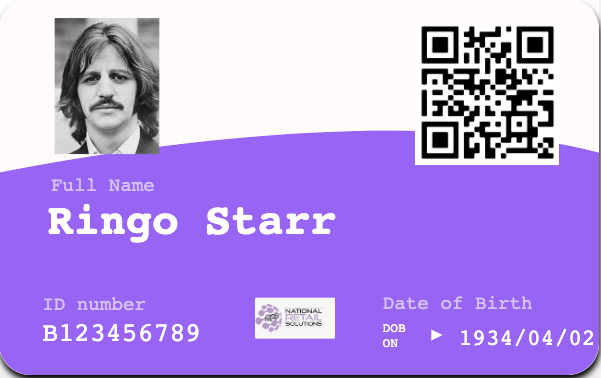 Full Name
Ringo Starr
ID number
B123456789
NATIONAL
RETAIL
SOLUTIONS
Date of Birth
DOB
ON
► 1934/04/02